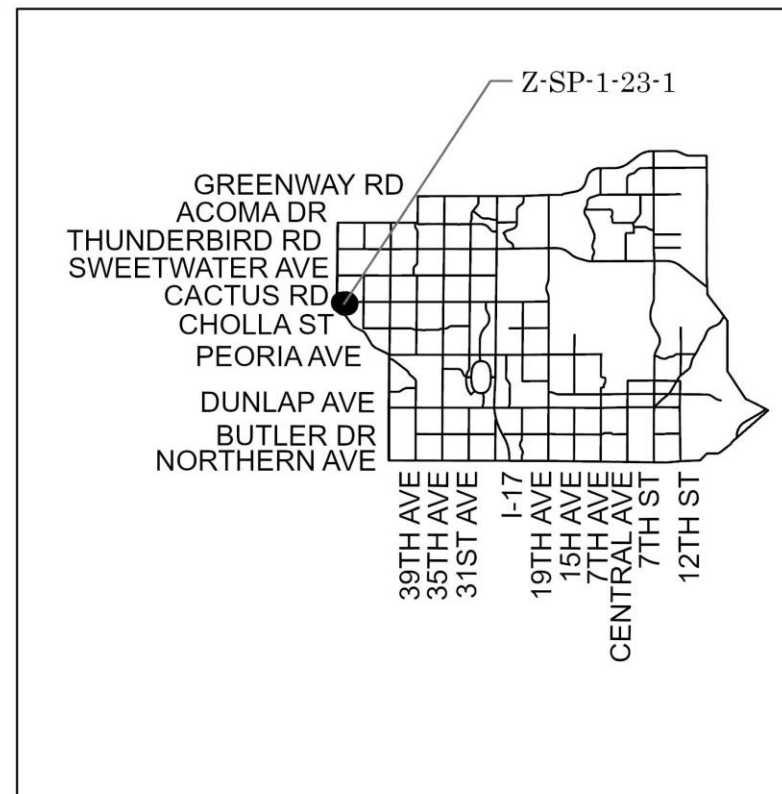 Z-SP-1-23-1
GREENWAY RD
ACOMA DR
THUNDERBIRD RD
SWEETWATER AVE
CACTUS RD
CHOLLA ST
PEORIA AVE
DUNLAP AVE
BUTLER DR
NORTHERN AVE
39TH AVE
35TH AVE
31ST AVE
I-17
19TH AVE
15H AVE
7TH AVE
CENTRAL AVE
7TH ST
12TH ST